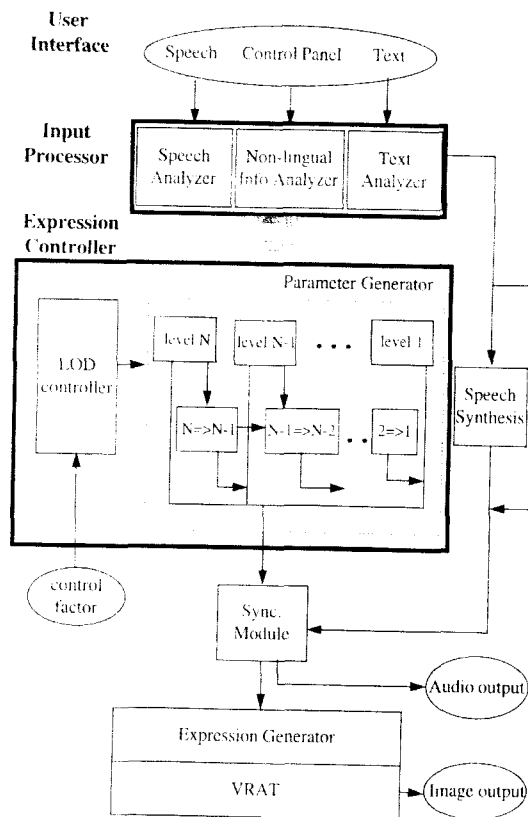 User
Interface
Speech Control Panel Text
Input
Processor
Speech
Analyzer
Non-lingual
Info Analyzer
Text
Analyzer
Expression
Controller
Parameter Generator
LOD
controller
level N
level N-1
level 1
N=>N-1
N-1=>N-2
2=>1
Speech
Synthesis
control
factor
Sync.
Module
Audio output
Expression Generator
VRAT
Image output